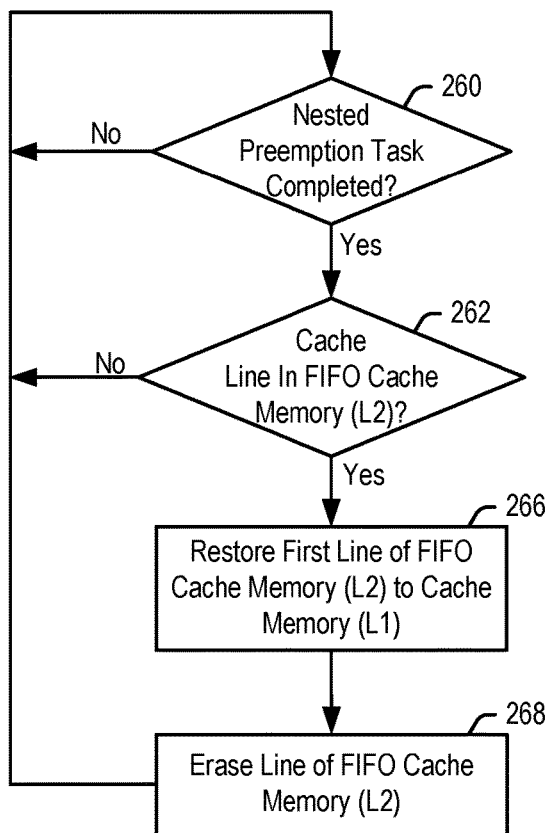 260
Nested
Preemption Task
Completed?
No
Yes
262
Cache
Line In FIFO Cache
Memory (L2)?
No
Yes
266
Restore First Line of FIFO
Cache Memory (L2) to Cache
Memory (L1)
268
Erase Line of FIFO Cache
Memory (L2)